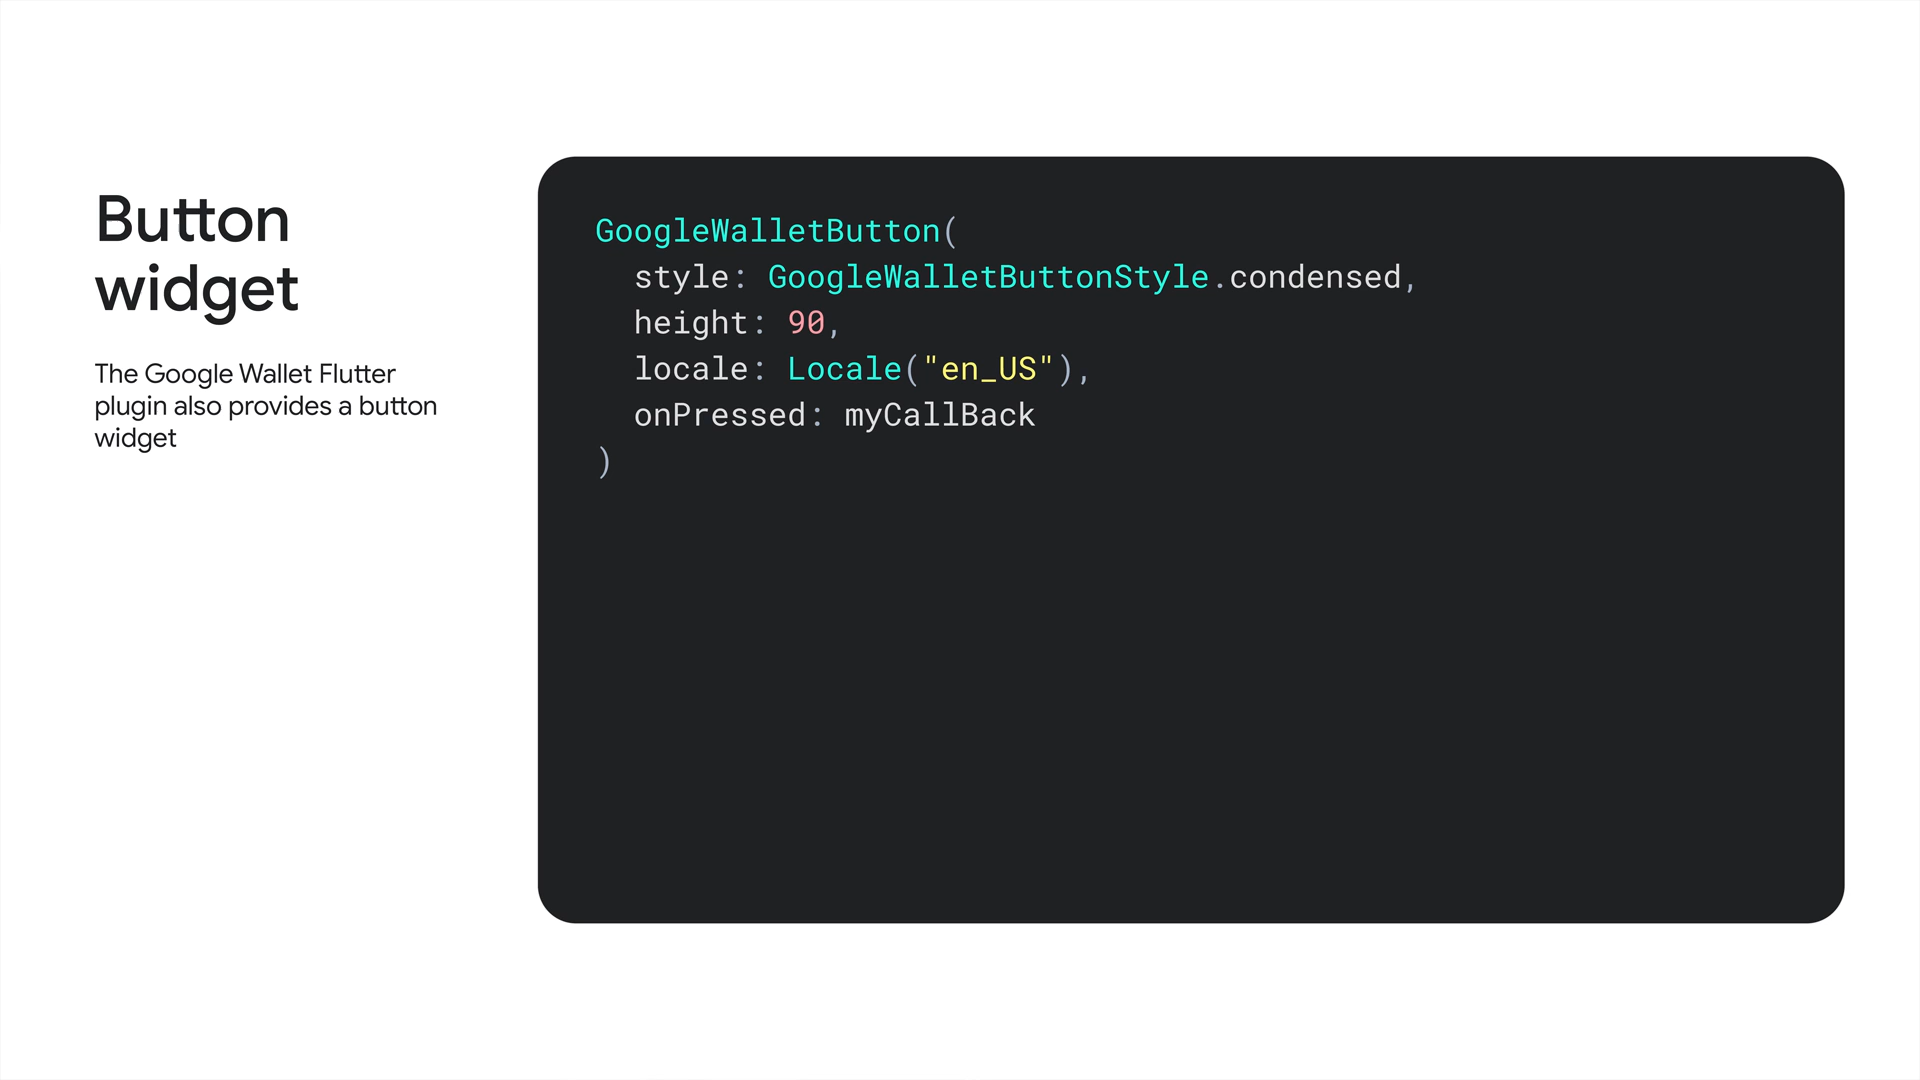 Button
widget
The Google Wallet Flutter
plugin also provides a button
widget
GoogleWalletButton(
  style: GoogleWalletButtonStyle.condensed,
  height: 90,
  locale: Locale("en_US"),
  onPressed: myCallBack
)